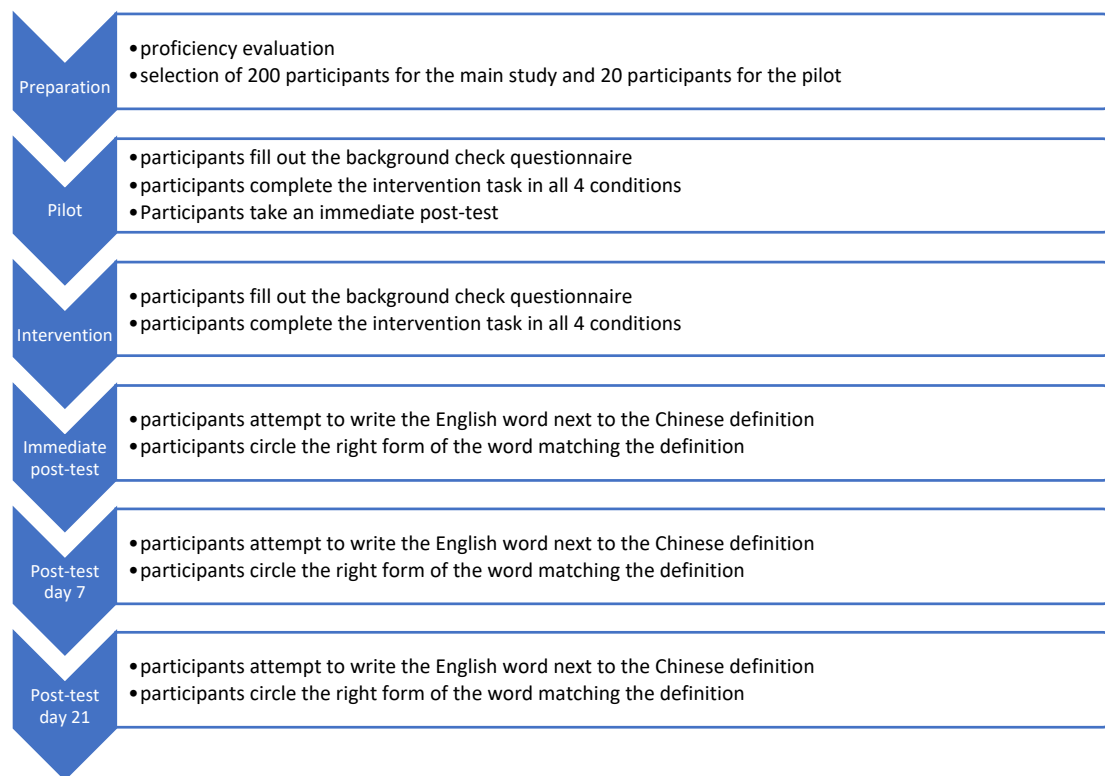 Preparation
•proficiency evaluation
•selection of 200 participants for the main study and 20 participants for the pilot
Pilot
•participants fill out the background check questionnaire
•participants complete the intervention task in all 4 conditions
•Participants take an immediate post-test
Intervention
•participants fill out the background check questionnaire
•participants complete the intervention task in all 4 conditions
Immediate
post-test
•participants attempt to write the English word next to the Chinese definition
•participants circle the right form of the word matching the definition
Post-test
day 7
•participants attempt to write the English word next to the Chinese definition
•participants circle the right form of the word matching the definition
Post-test
day 21
•participants attempt to write the English word next to the Chinese definition
•participants circle the right form of the word matching the definition